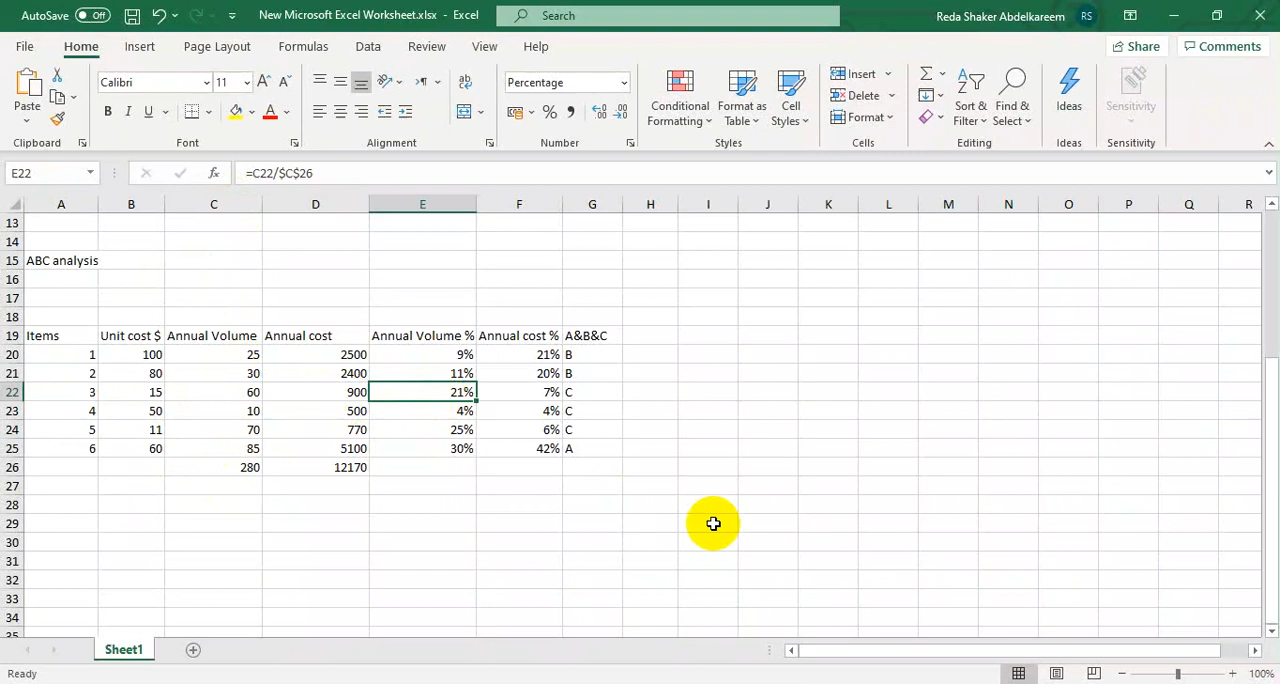 AutoSave Off New Microsoft Excel Worksheet.xlsx - Excel Search Reda Shaker Abdelkareem RS
File Home Insert Page Layout Formulas Data Review View Help Share Comments
Paste Calibri 11 Percentage Conditional Formatting Format as Table Cell Styles Insert Delete Format Sort & Filter Find & Select Ideas Sensitivity
Clipboard Font Alignment Number Styles Cells Editing Ideas Sensitivity
E22 fx =C22/$C$26
A B C D E F G H I J K L M N O P Q R
13
14
15 ABC analysis
16
17
18
19 Items Unit cost $ Annual Volume Annual cost Annual Volume % Annual cost % A&B&C
20 1 100 25 2500 9% 21% B
21 2 80 30 2400 11% 20% B
22 3 15 60 900 21% 7% C
23 4 50 10 500 4% 4% C
24 5 11 70 770 25% 6% C
25 6 60 85 5100 30% 42% A
26 280 12170
27
28
29
30
31
32
33
34
35
Sheet1
Ready 100%